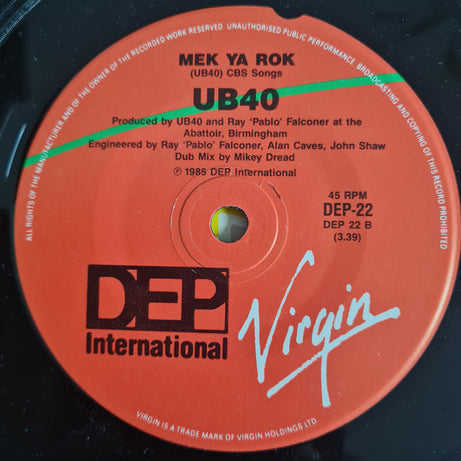 ALL RIGHTS OF THE MANUFACTURER AND OF THE OWNER OF THE RECORDED WORK RESERVED UNAUTHORISED PUBLIC PERFORMANCE, BROADCASTING AND COPYING OF THIS RECORD PROHIBITED
MEK YA ROK
(UB40) CBS Songs
UB40
Produced by UB40 and Ray 'Pablo' Falconer at the
Abattoir, Birmingham
Engineered by Ray 'Pablo' Falconer, Alan Caves, John Shaw
Dub Mix by Mikey Dread
℗ 1985 DEP International
45 RPM
DEP-22
DEP 22 B
(3.39)
DEP
International
Virgin
VIRGIN IS A TRADE MARK OF VIRGIN HOLDINGS LTD